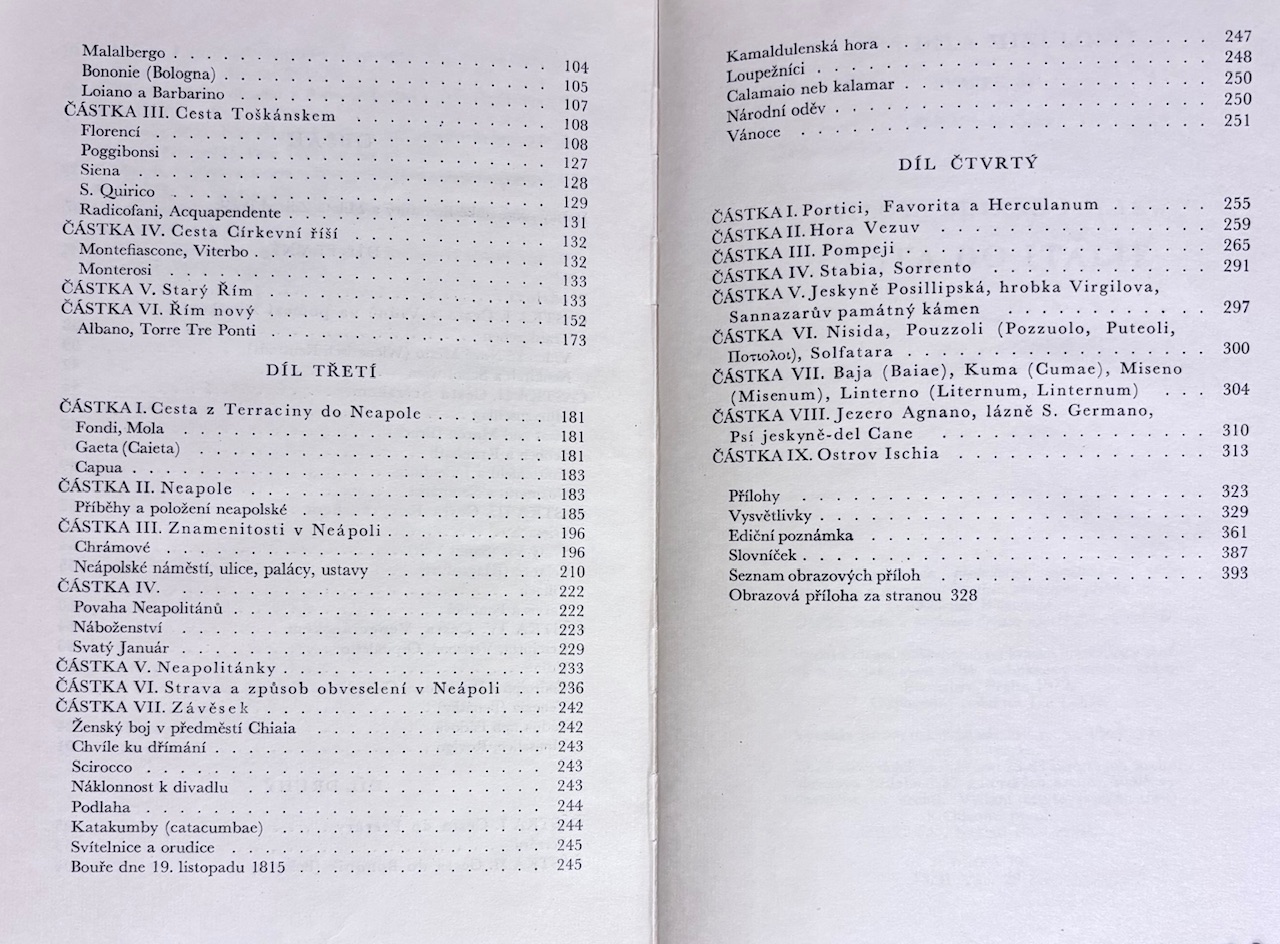 Malalbergo . . . . . . . . . . . . . . . . . . . . 104
Bononie (Bologna) . . . . . . . . . . . . . . . . . 105
Loiano a Barbarino . . . . . . . . . . . . . . . . 107
ČÁSTKA III. Cesta Toškánskem . . . . . . . . . . 108
Florencí . . . . . . . . . . . . . . . . . . . . . 108
Poggibonsi . . . . . . . . . . . . . . . . . . . . 127
Siena . . . . . . . . . . . . . . . . . . . . . . 128
S. Quirico . . . . . . . . . . . . . . . . . . . . 129
Radicofani, Acquapendente . . . . . . . . . . . . . 131
ČÁSTKA IV. Cesta Církevní říší . . . . . . . . . . 132
Montefiascone, Viterbo . . . . . . . . . . . . . . 132
Monterosi . . . . . . . . . . . . . . . . . . . . 133
ČÁSTKA V. Starý Řím . . . . . . . . . . . . . . 133
ČÁSTKA VI. Řím nový . . . . . . . . . . . . . . 152
Albano, Torre Tre Ponti . . . . . . . . . . . . . . 173
DÍL TŘETÍ
ČÁSTKA I. Cesta z Terraciny do Neapole . . . . . . 181
Fondi, Mola . . . . . . . . . . . . . . . . . . . 181
Gaeta (Caieta) . . . . . . . . . . . . . . . . . . 181
Capua . . . . . . . . . . . . . . . . . . . . . . 183
ČÁSTKA II. Neapole . . . . . . . . . . . . . . . 183
Příběhy a položení neapolské . . . . . . . . . . . . 185
ČÁSTKA III. Znamenitosti v Neápoli . . . . . . . . 196
Chrámové . . . . . . . . . . . . . . . . . . . . 196
Neápolské náměstí, ulice, palácy, ustavy . . . . . . . . 210
ČÁSTKA IV. . . . . . . . . . . . . . . . . . . . 222
Povaha Neapolitánů . . . . . . . . . . . . . . . . 222
Náboženství . . . . . . . . . . . . . . . . . . . 223
Svatý Január . . . . . . . . . . . . . . . . . . . 229
ČÁSTKA V. Neapolitánky . . . . . . . . . . . . . 233
ČÁSTKA VI. Strava a způsob obveselení v Neápoli . . 236
ČÁSTKA VII. Závěsek . . . . . . . . . . . . . . 242
Ženský boj v předměstí Chiaia . . . . . . . . . . . 242
Chvíle ku dřímání . . . . . . . . . . . . . . . . . 243
Scirocco . . . . . . . . . . . . . . . . . . . . . 243
Náklonnost k divadlu . . . . . . . . . . . . . . . 243
Podlaha . . . . . . . . . . . . . . . . . . . . . 244
Katakumby (catacumbae) . . . . . . . . . . . . . . 244
Svítelnice a orudíce . . . . . . . . . . . . . . . . 245
Bouře dne 19. listopadu 1815 . . . . . . . . . . . . 245
Kamaldulenská hora . . . . . . . . . . . . . . . . 247
Loupežníci . . . . . . . . . . . . . . . . . . . . 248
Calamaio neb kalamar . . . . . . . . . . . . . . . 250
Národní oděv . . . . . . . . . . . . . . . . . . . 250
Vánoce . . . . . . . . . . . . . . . . . . . . . 251
DÍL ČTVRTÝ
ČÁSTKA I. Portici, Favorita a Herculanum . . . . . . 255
ČÁSTKA II. Hora Vezuv . . . . . . . . . . . . . 259
ČÁSTKA III. Pompeji . . . . . . . . . . . . . . . 265
ČÁSTKA IV. Stabia, Sorrento . . . . . . . . . . . 291
ČÁSTKA V. Jeskyně Posillipská, hrobka Virgilova,
Sannazarův památný kámen . . . . . . . . . . . 297
ČÁSTKA VI. Nisida, Pouzzoli (Pozzuolo, Puteoli,
Ποτιολοι), Solfatara . . . . . . . . . . . . . . . 300
ČÁSTKA VII. Baja (Baiae), Kuma (Cumae), Miseno
(Misenum), Linterno (Liternum, Linternum) . . . 304
ČÁSTKA VIII. Jezero Agnano, lázně S. Germano,
Psí jeskyně-del Cane . . . . . . . . . . . . . 310
ČÁSTKA IX. Ostrov Ischia . . . . . . . . . . . . 313
Přílohy . . . . . . . . . . . . . . . . . . . . . 323
Vysvětlivky . . . . . . . . . . . . . . . . . . . . 329
Ediční poznámka . . . . . . . . . . . . . . . . . 361
Slovníček . . . . . . . . . . . . . . . . . . . . . 387
Seznam obrazových příloh . . . . . . . . . . . . . 393
Obrazová příloha za stranou 328